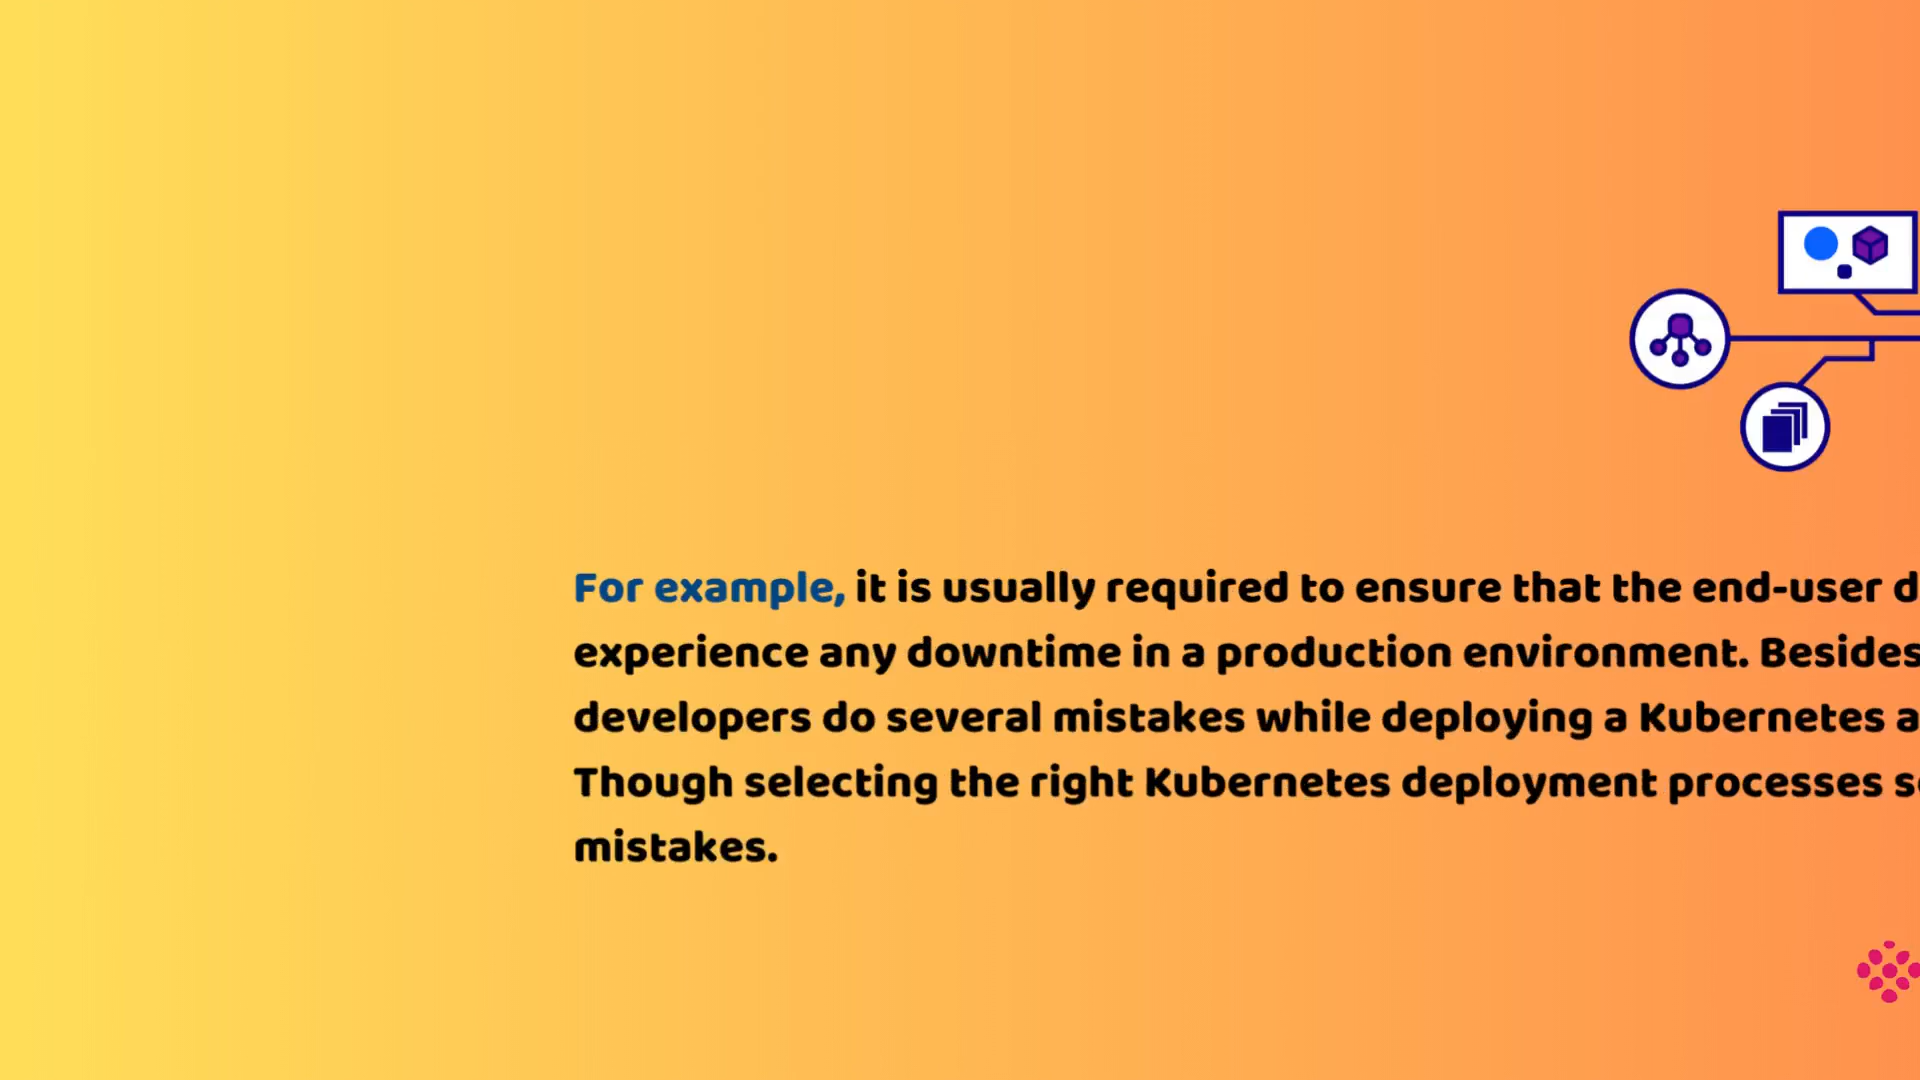 For example, it is usually required to ensure that the end-user
experience any downtime in a production environment. Besides
developers do several mistakes while deploying a Kubernetes
Though selecting the right Kubernetes deployment processes
mistakes.